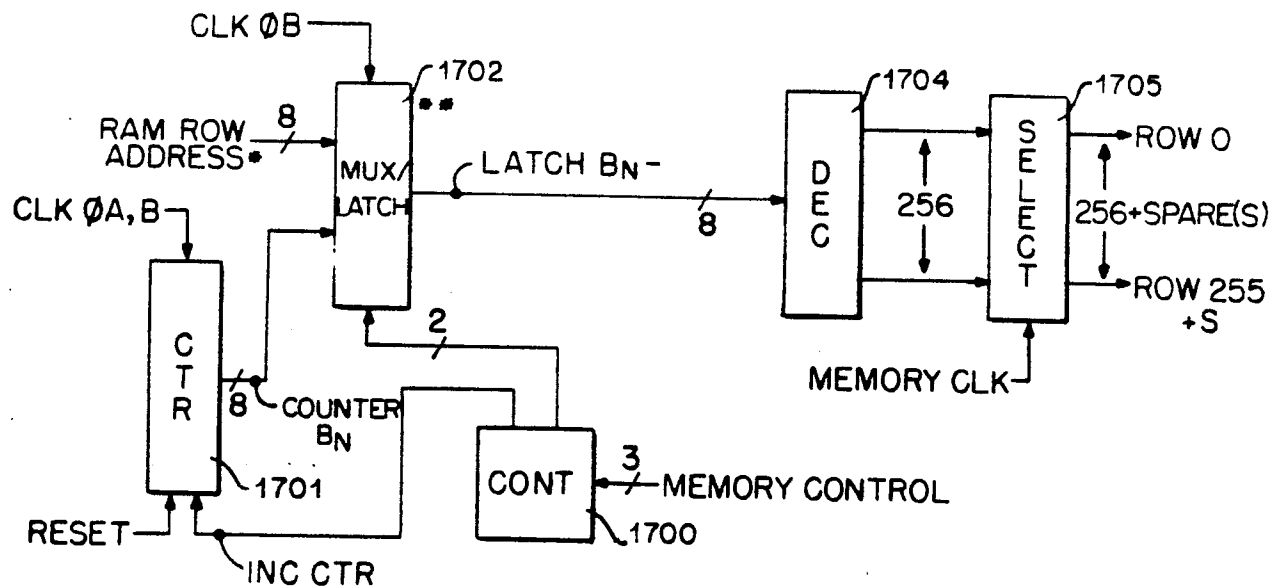 CLK ØB
1702
**
8
RAM ROW
ADDRESS*
MUX/
LATCH
LATCH BN-
8
1704
DEC
256
1705
SELECT
ROW 0
256+SPARE(S)
ROW 255
+S
MEMORY CLK
CLK ØA, B
CTR
8
COUNTER
BN
1701
RESET
INC CTR
2
CONT
3
MEMORY CONTROL
1700